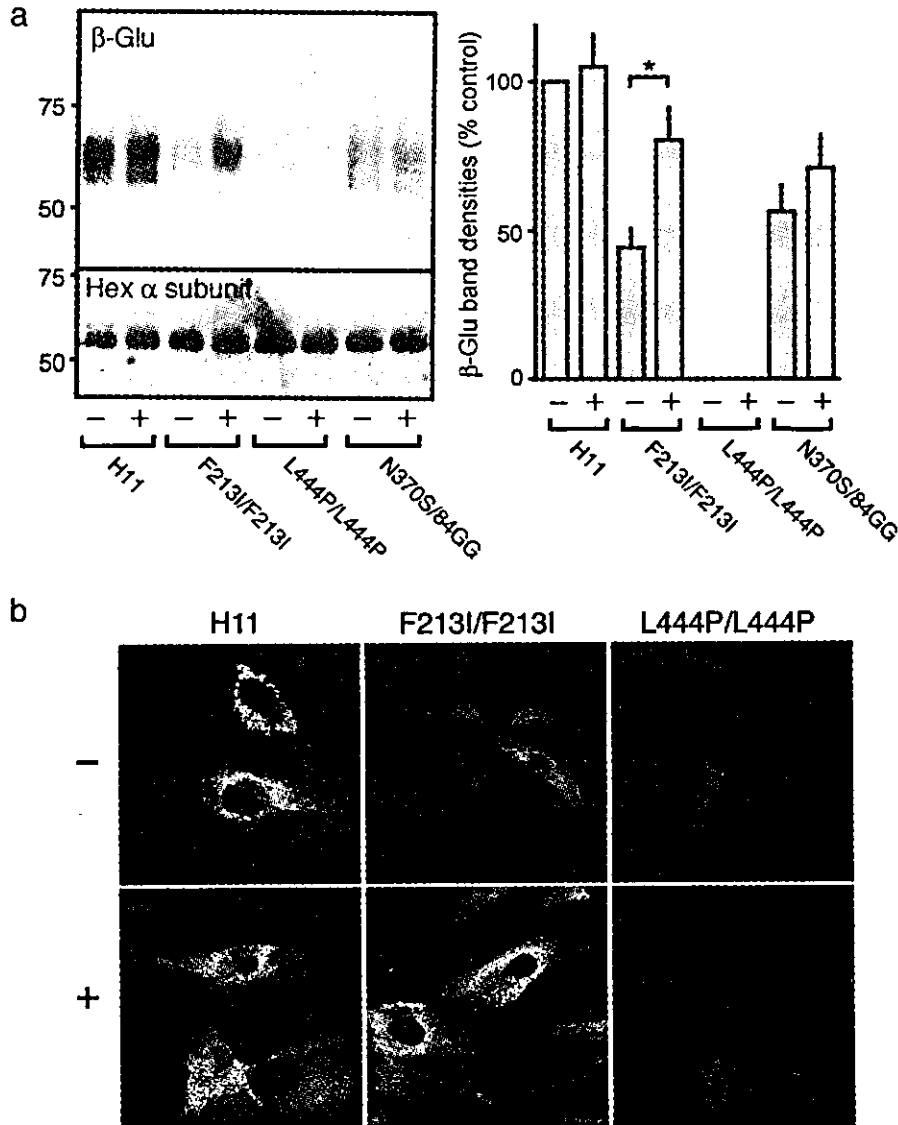 a
β-Glu
75
50
75
Hex α subunit
50
− + − + − + − +
H11
F213I/F213I
L444P/L444P
N370S/84GG
β-Glu band densities (% control)
100
50
0
*
− + − + − + − +
H11
F213I/F213I
L444P/L444P
N370S/84GG
b
H11 F213I/F213I L444P/L444P
−
+